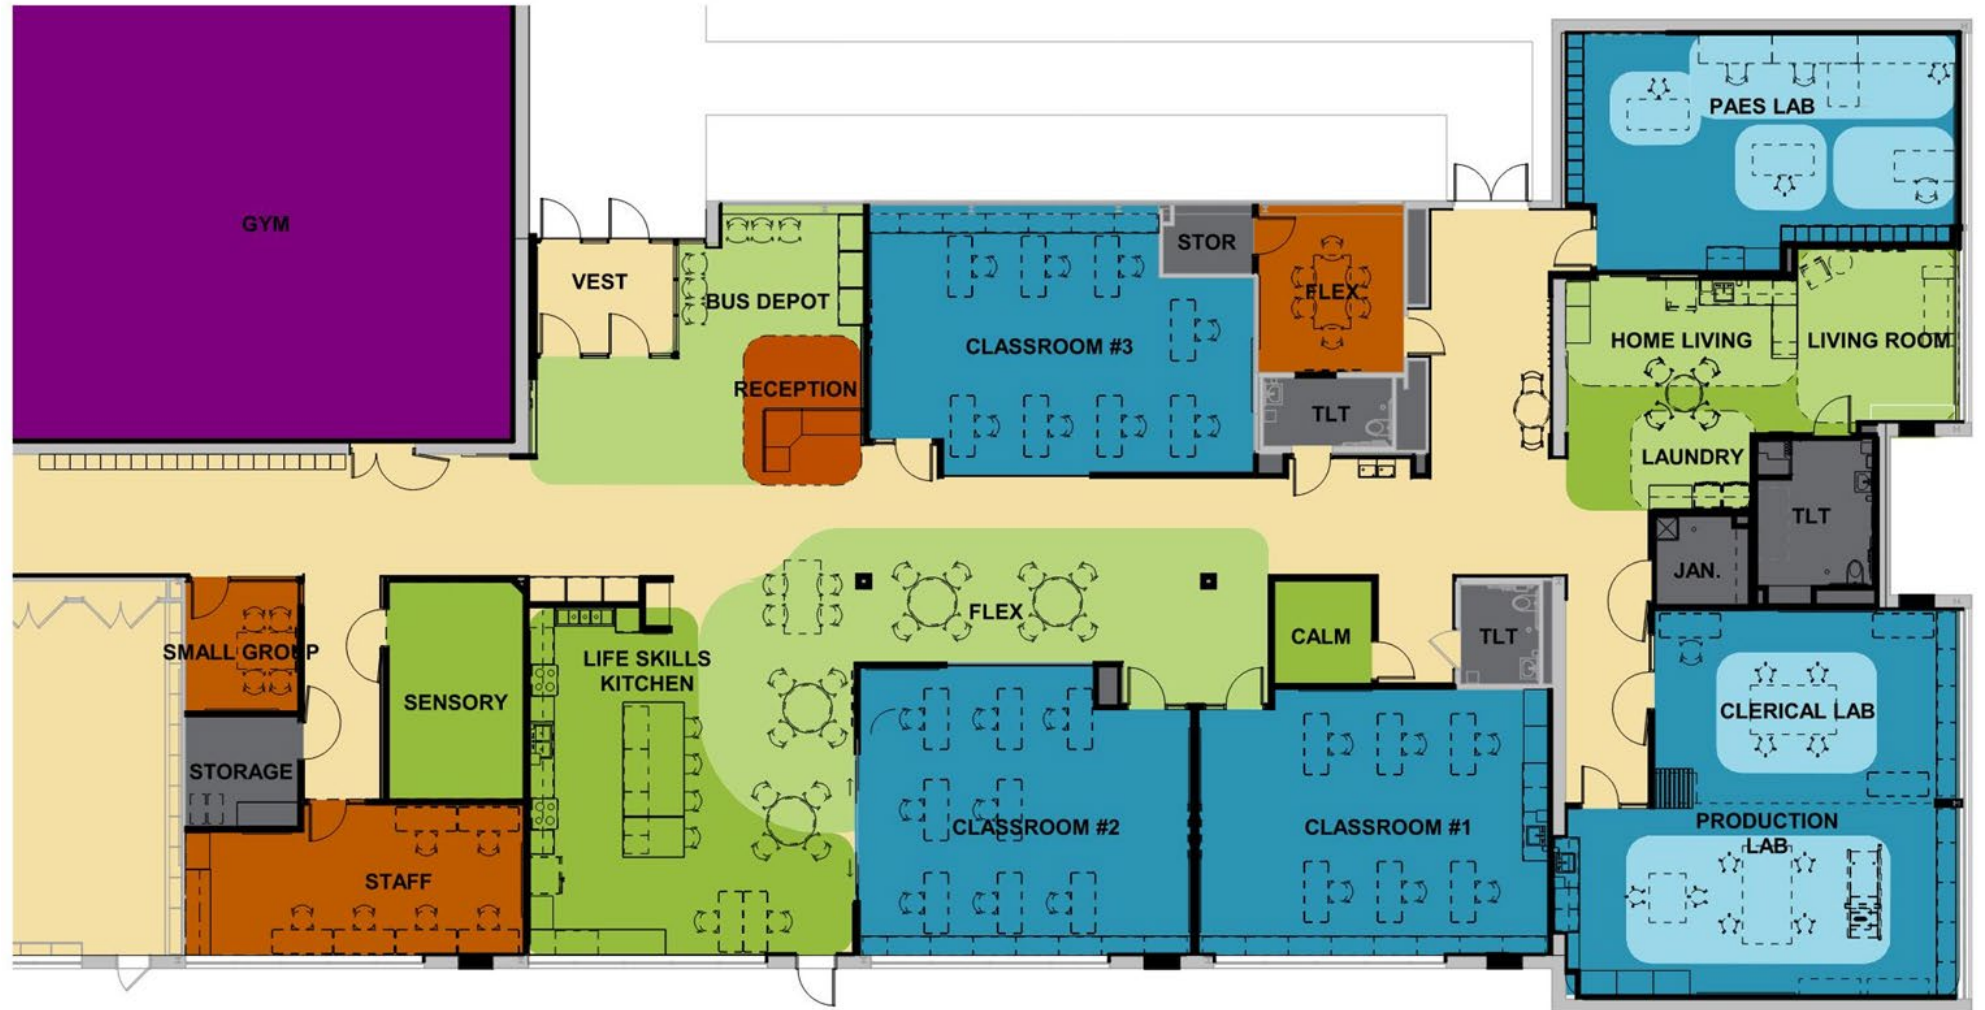 PAES LAB
GYM
STOR
VEST
FLEX
BUS DEPOT
HOME LIVING
LIVING ROOM
CLASSROOM #3
RECEPTION
TLT
LAUNDRY
TLT
JAN.
FLEX
CALM
TLT
SMALL GROUP
LIFE SKILLS
KITCHEN
SENSORY
CLERICAL LAB
STORAGE
CLASSROOM #2
CLASSROOM #1
PRODUCTION
LAB
STAFF